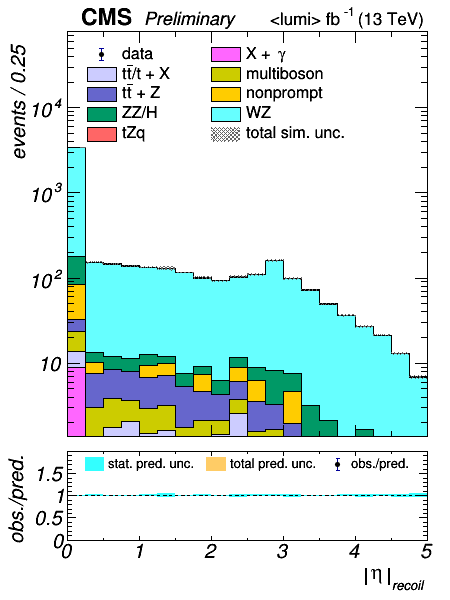 CMS Preliminary <lumi> fb⁻¹ (13 TeV)
events / 0.25
data
tt̄/t + X
tt̄ + Z
ZZ/H
tZq
X + γ
multiboson
nonprompt
WZ
total sim. unc.
10⁴
10³
10²
10
obs./pred.
stat. pred. unc. total pred. unc. obs./pred.
1.5
1
0.5
0
0 1 2 3 4 5
|η|recoil